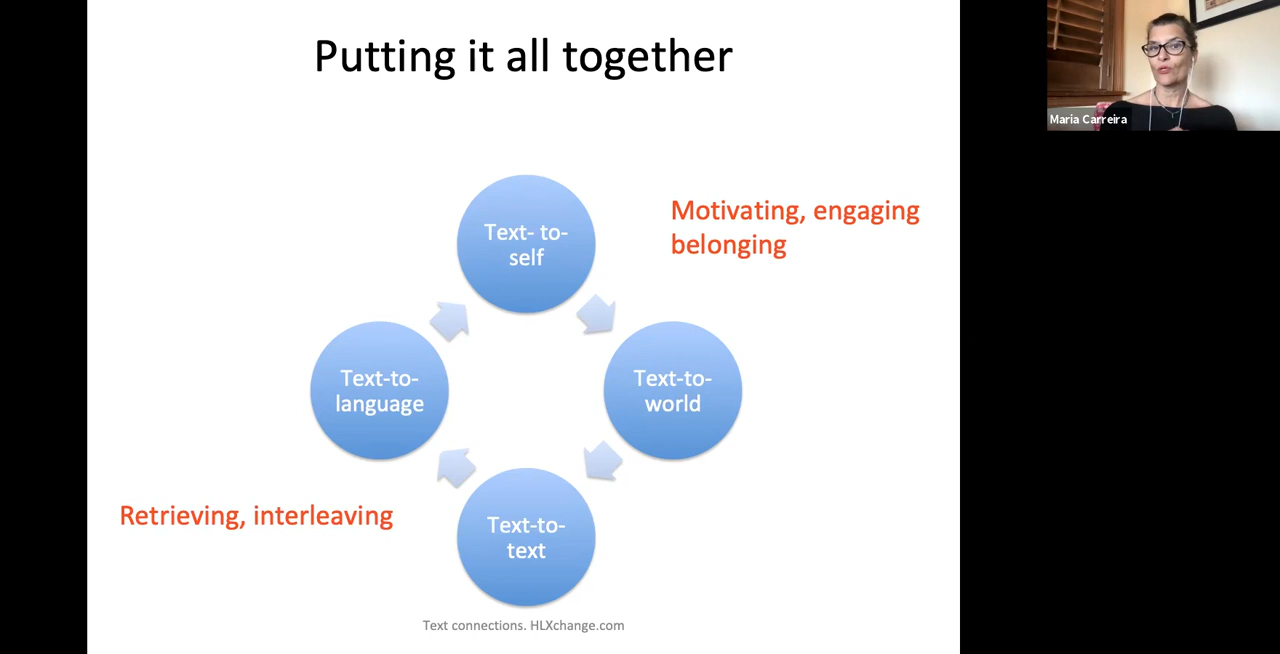 Putting it all together
Maria Carreira
Text- to-
self
Motivating, engaging
belonging
Text-to-
language
Text-to-
world
Retrieving, interleaving
Text-to-
text
Text connections. HLXchange.com